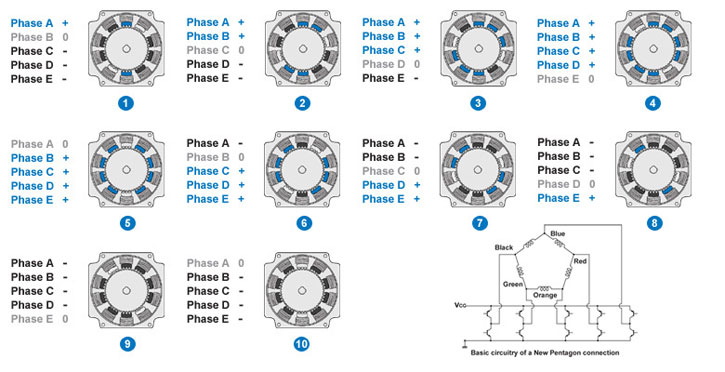 Phase A +
Phase B 0
Phase C -
Phase D -
Phase E -
1
Phase A +
Phase B +
Phase C 0
Phase D -
Phase E -
2
Phase A +
Phase B +
Phase C +
Phase D 0
Phase E -
3
Phase A +
Phase B +
Phase C +
Phase D +
Phase E 0
4
Phase A 0
Phase B +
Phase C +
Phase D +
Phase E +
5
Phase A -
Phase B 0
Phase C +
Phase D +
Phase E +
6
Phase A -
Phase B -
Phase C 0
Phase D +
Phase E +
7
Phase A -
Phase B -
Phase C -
Phase D 0
Phase E +
8
Phase A -
Phase B -
Phase C -
Phase D -
Phase E 0
9
Phase A 0
Phase B -
Phase C -
Phase D -
Phase E -
10
Blue
Black
Red
Green
Orange
Vcc
Basic circuitry of a New Pentagon connection